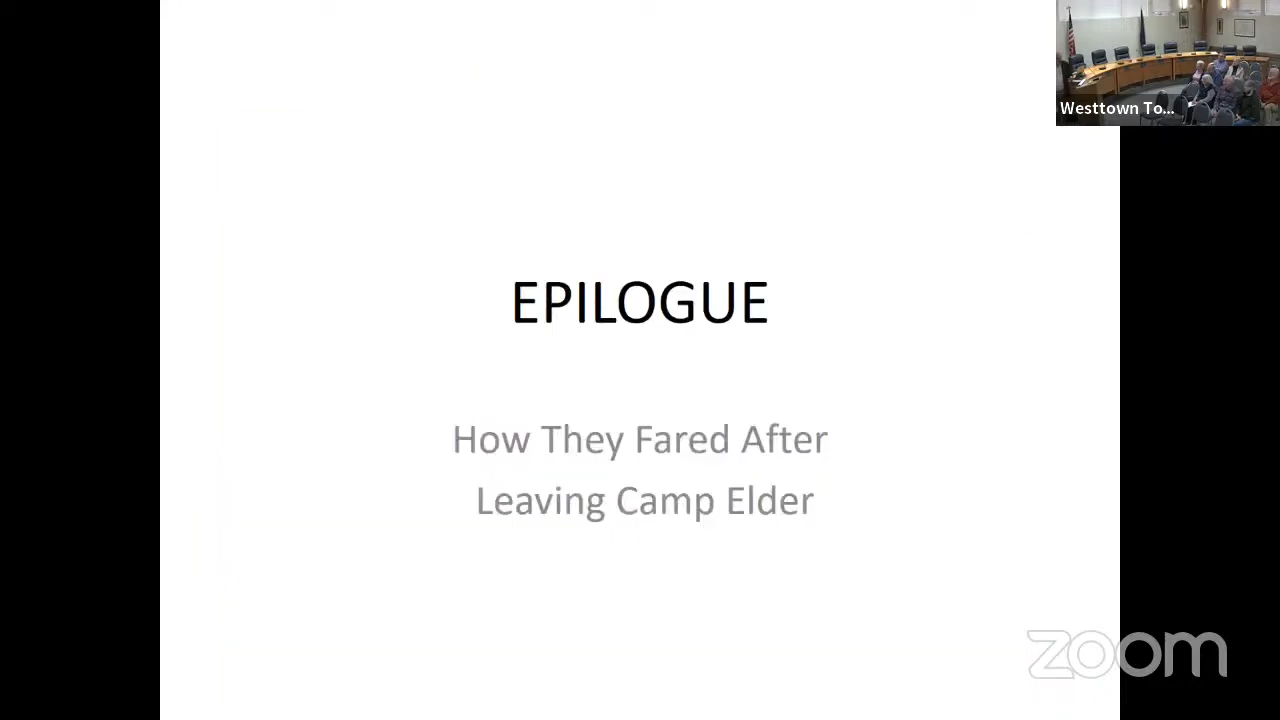 Westtown To...
EPILOGUE
How They Fared After
Leaving Camp Elder
zoom